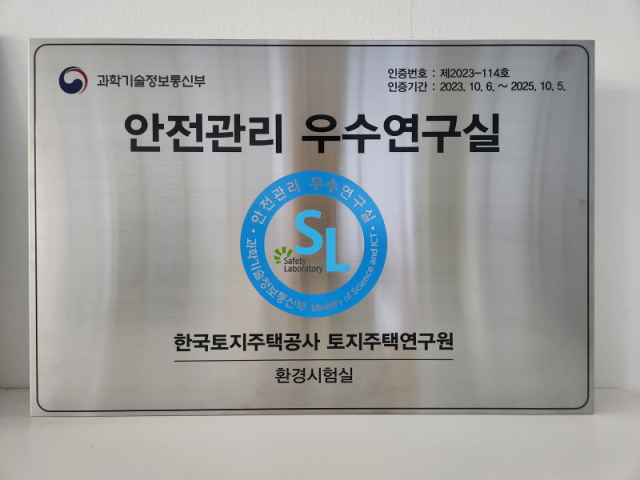 과학기술정보통신부
인증번호 : 제2023-114호
인증기간 : 2023. 10. 6. ~ 2025. 10. 5.
안전관리 우수연구실
• 안전관리 우수연구실 •
SL
Safety
Laboratory
과학기술정보통신부 Ministry of Science and ICT
한국토지주택공사 토지주택연구원
환경시험실